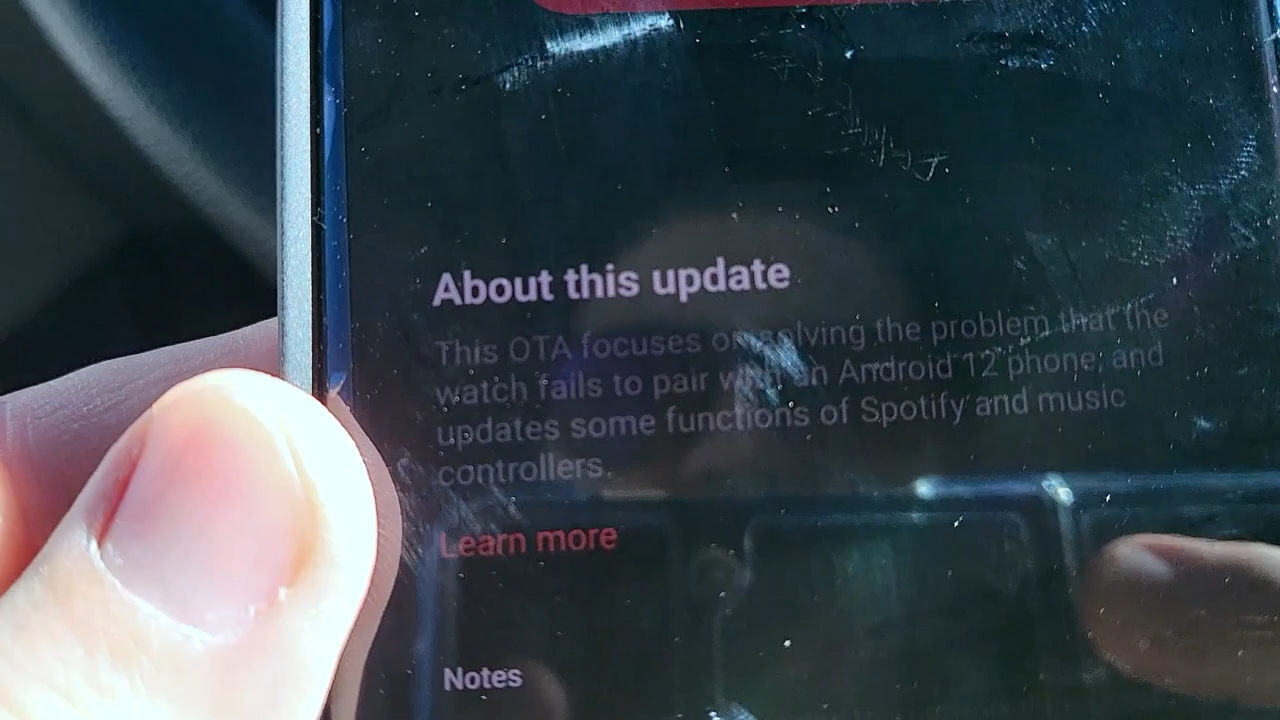 About this update
This OTA focuses on solving the problem that the
watch fails to pair with an Android 12 phone, and
updates some functions of Spotify and music
controllers.
Learn more
Notes